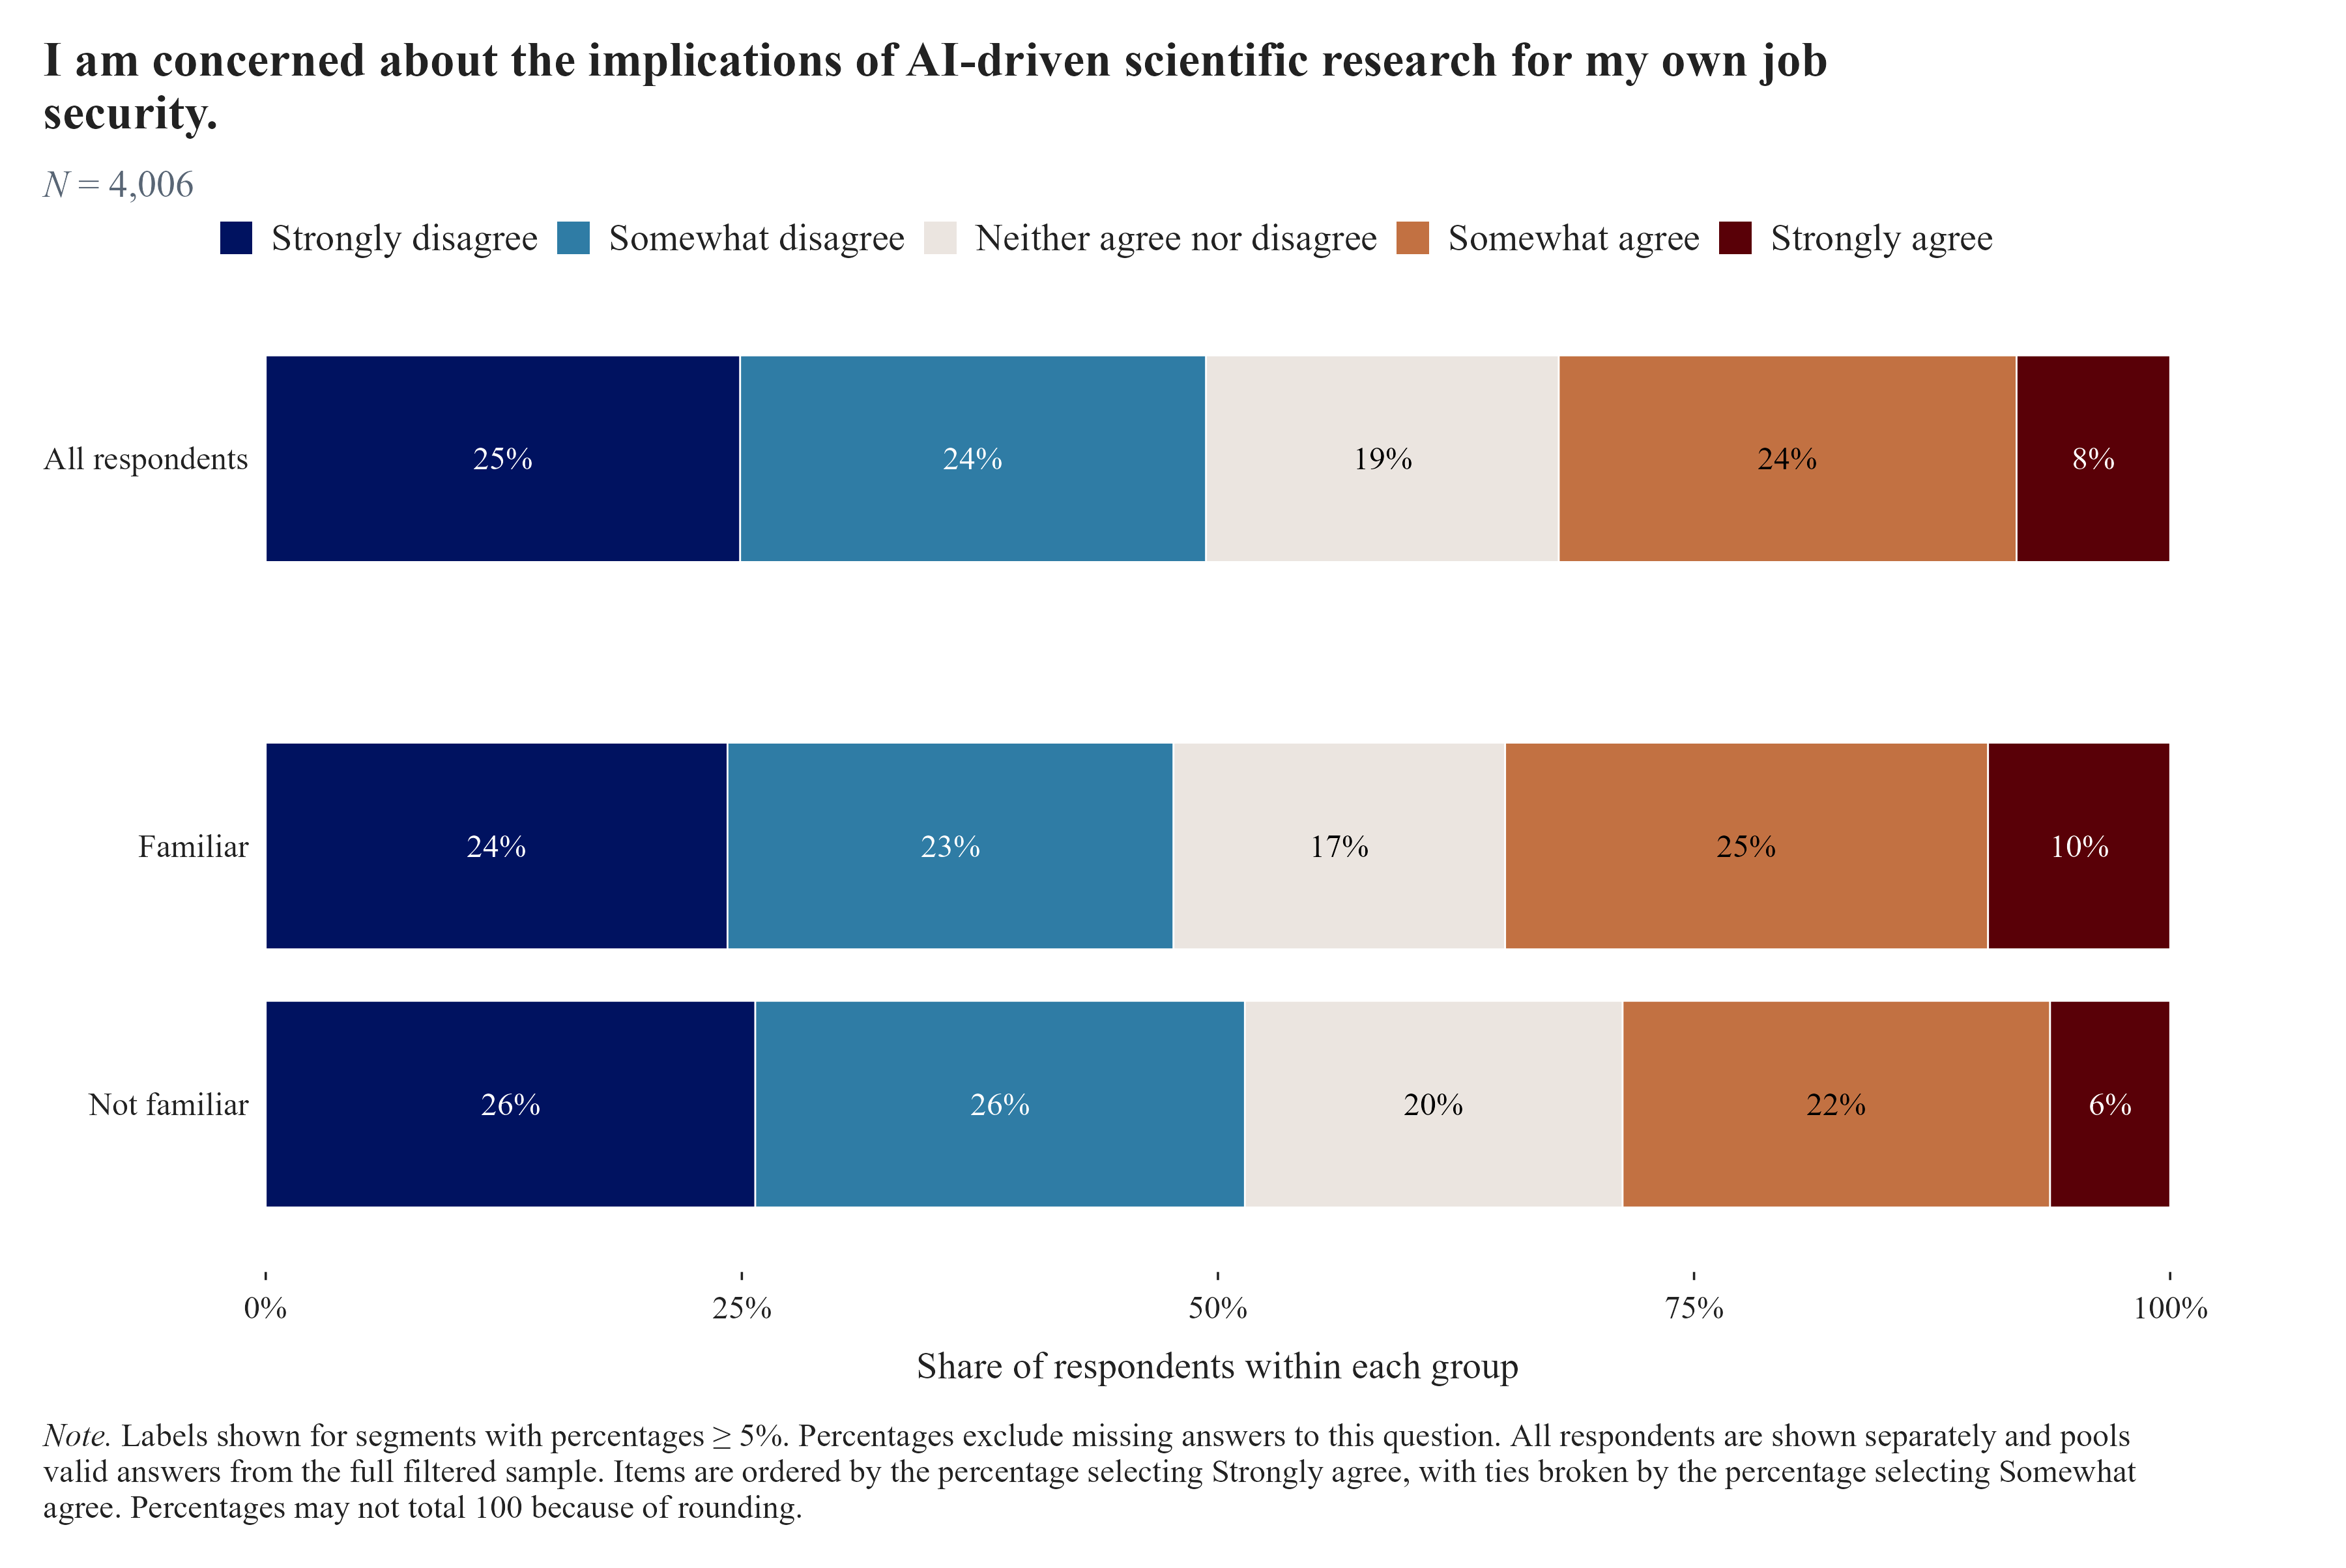 I am concerned about the implications of AI-driven scientific research for my own job
security.
N = 4,006
Strongly disagree Somewhat disagree Neither agree nor disagree Somewhat agree Strongly agree
All respondents 25% 24% 19% 24% 8%
Familiar 24% 23% 17% 25% 10%
Not familiar 26% 26% 20% 22% 6%
0% 25% 50% 75% 100%
Share of respondents within each group
Note. Labels shown for segments with percentages ≥ 5%. Percentages exclude missing answers to this question. All respondents are shown separately and pools
valid answers from the full filtered sample. Items are ordered by the percentage selecting Strongly agree, with ties broken by the percentage selecting Somewhat
agree. Percentages may not total 100 because of rounding.